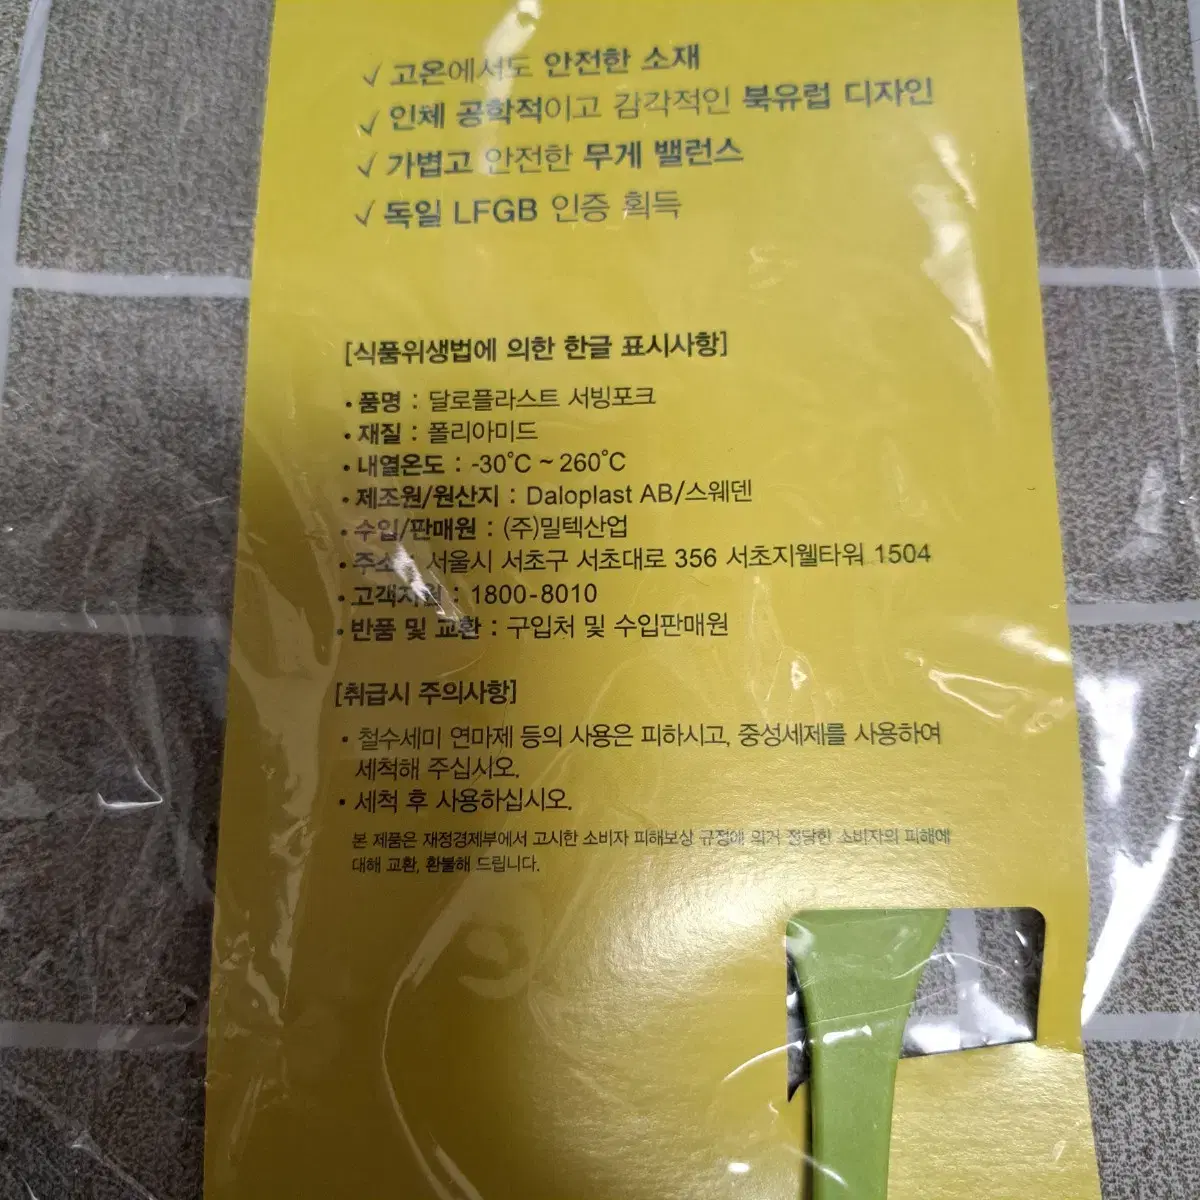 ✓ 고온에서도 안전한 소재
✓ 인체 공학적이고 감각적인 북유럽 디자인
✓ 가볍고 안전한 무게 밸런스
✓ 독일 LFGB 인증 획득
[식품위생법에 의한 한글 표시사항]
• 품명 : 달로플라스트 서빙포크
• 재질 : 폴리아미드
• 내열온도 : -30°C ~ 260°C
• 제조원/원산지 : Daloplast AB/스웨덴
• 수입/판매원 : (주)밀텍산업
• 주소 : 서울시 서초구 서초대로 356 서초지웰타워 1504
• 고객지원 : 1800-8010
• 반품 및 교환 : 구입처 및 수입판매원
[취급시 주의사항]
• 철수세미 연마제 등의 사용은 피하시고, 중성세제를 사용하여
세척해 주십시오.
• 세척 후 사용하십시오.
본 제품은 재정경제부에서 고시한 소비자 피해보상 규정에 의거 정당한 소비자의 피해에
대해 교환, 환불해 드립니다.